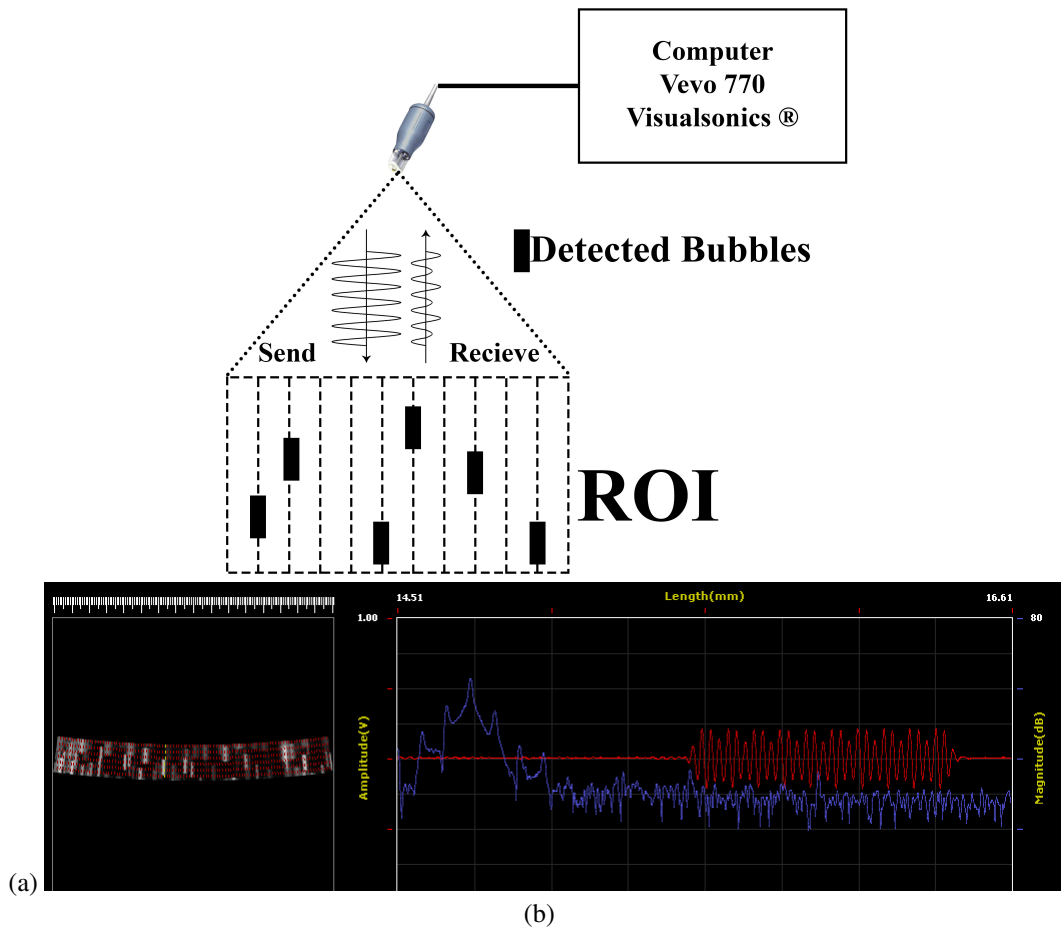 Computer
Vevo 770
Visualsonics ®
Detected Bubbles
Send
Recieve
ROI
14.51
Length(mm)
16.61
1.00
80
Amplitude(V)
Magnitude(dB)
(a)
(b)